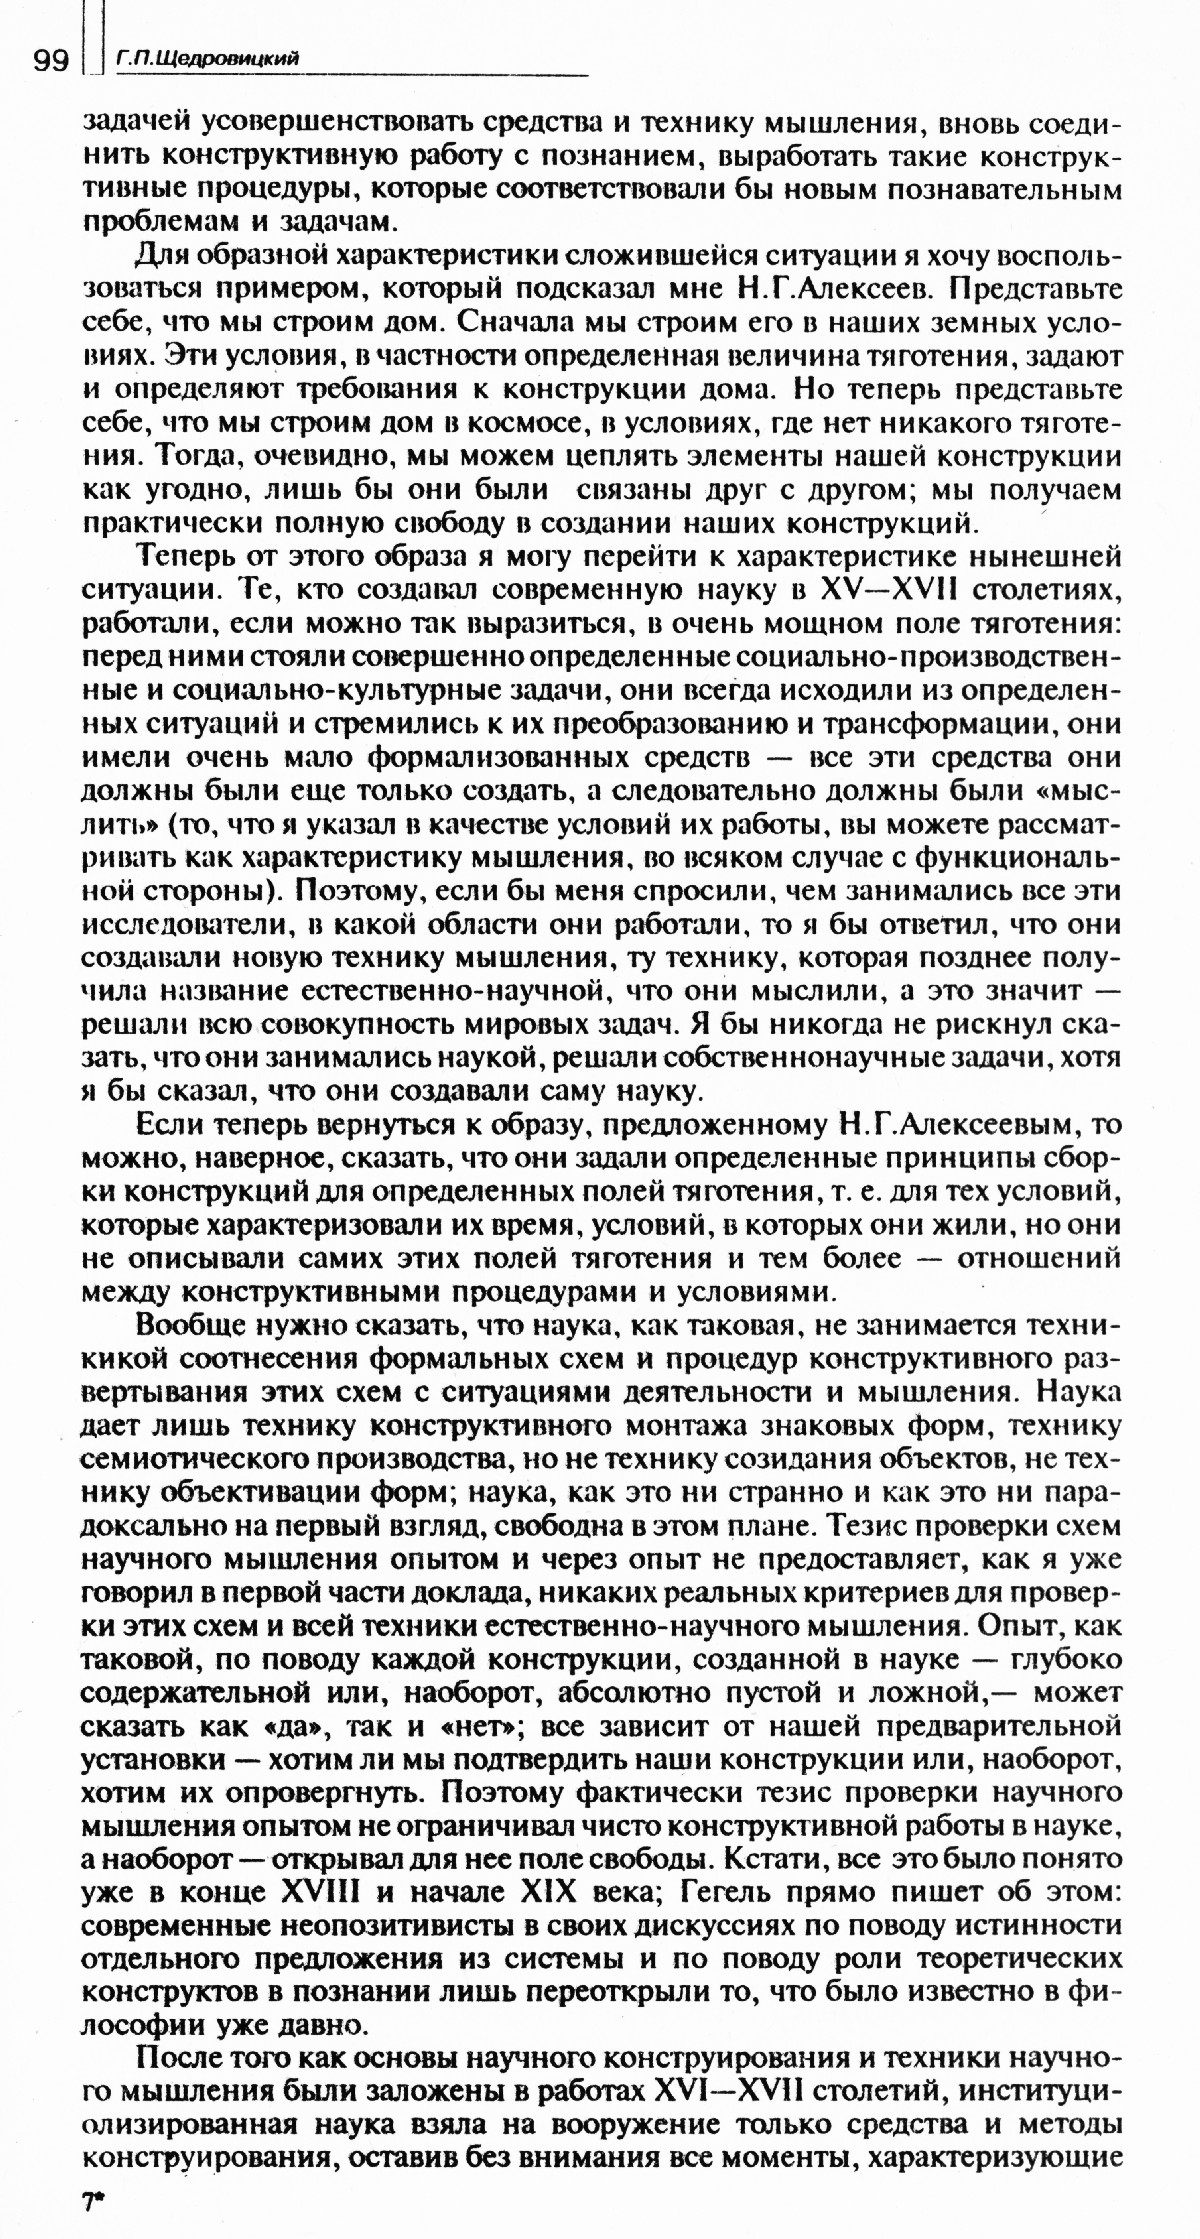 99
Г.П.Щедровицкий
задачей усовершенствовать средства и технику мышления, вновь соеди-
нить конструктивную работу с познанием, выработать такие конструк-
тивные процедуры, которые соответствовали бы новым познавательным
проблемам и задачам.
Для образной характеристики сложившейся ситуации я хочу восполь-
зоваться примером, который подсказал мне Н.Г.Алексеев. Представьте
себе, что мы строим дом. Сначала мы строим его в наших земных усло-
виях. Эти условия, в частности определенная величина тяготения, задают
и определяют требования к конструкции дома. Но теперь представьте
себе, что мы строим дом в космосе, в условиях, где нет никакого тяготе-
ния. Тогда, очевидно, мы можем цеплять элементы нашей конструкции
как угодно, лишь бы они были связаны друг с другом; мы получаем
практически полную свободу в создании наших конструкций.
Теперь от этого образа я могу перейти к характеристике нынешней
ситуации. Те, кто создавал современную науку в XV—XVII столетиях,
работали, если можно так выразиться, в очень мощном поле тяготения:
перед ними стояли совершенно определенные социально-производствен-
ные и социально-культурные задачи, они всегда исходили из определен-
ных ситуаций и стремились к их преобразованию и трансформации, они
имели очень мало формализованных средств — все эти средства они
должны были еще только создать, а следовательно должны были «мыс-
лить» (то, что я указал в качестве условий их работы, вы можете рассмат-
ривать как характеристику мышления, во всяком случае с функциональ-
ной стороны). Поэтому, если бы меня спросили, чем занимались все эти
исследователи, в какой области они работали, то я бы ответил, что они
создавали новую технику мышления, ту технику, которая позднее полу-
чила название естественно-научной, что они мыслили, а это значит —
решали всю совокупность мировых задач. Я бы никогда не рискнул ска-
зать, что они занимались наукой, решали собственнонаучные задачи, хотя
я бы сказал, что они создавали саму науку.
Если теперь вернуться к образу, предложенному Н.Г.Алексеевым, то
можно, наверное, сказать, что они задали определенные принципы сбор-
ки конструкций для определенных полей тяготения, т. е. для тех условий,
которые характеризовали их время, условий, в которых они жили, но они
не описывали самих этих полей тяготения и тем более — отношений
между конструктивными процедурами и условиями.
Вообще нужно сказать, что наука, как таковая, не занимается техни-
кикой соотнесения формальных схем и процедур конструктивного раз-
вертывания этих схем с ситуациями деятельности и мышления. Наука
дает лишь технику конструктивного монтажа знаковых форм, технику
семиотического производства, но не технику созидания объектов, не тех-
нику объективации форм; наука, как это ни странно и как это ни пара-
доксально на первый взгляд, свободна в этом плане. Тезис проверки схем
научного мышления опытом и через опыт не предоставляет, как я уже
говорил в первой части доклада, никаких реальных критериев для провер-
ки этих схем и всей техники естественно-научного мышления. Опыт, как
таковой, по поводу каждой конструкции, созданной в науке — глубоко
содержательной или, наоборот, абсолютно пустой и ложной,— может
сказать как «да», так и «нет»; все зависит от нашей предварительной
установки — хотим ли мы подтвердить наши конструкции или, наоборот,
хотим их опровергнуть. Поэтому фактически тезис проверки научного
мышления опытом не ограничивал чисто конструктивной работы в науке,
а наоборот — открывал для нее поле свободы. Кстати, все это было понято
уже в конце XVIII и начале XIX века; Гегель прямо пишет об этом:
современные неопозитивисты в своих дискуссиях по поводу истинности
отдельного предложения из системы и по поводу роли теоретических
конструктов в познании лишь переоткрыли то, что было известно в фи-
лософии уже давно.
После того как основы научного конструирования и техники научно-
го мышления были заложены в работах XVI—XVII столетий, институци-
олизированная наука взяла на вооружение только средства и методы
конструирования, оставив без внимания все моменты, характеризующие
7*